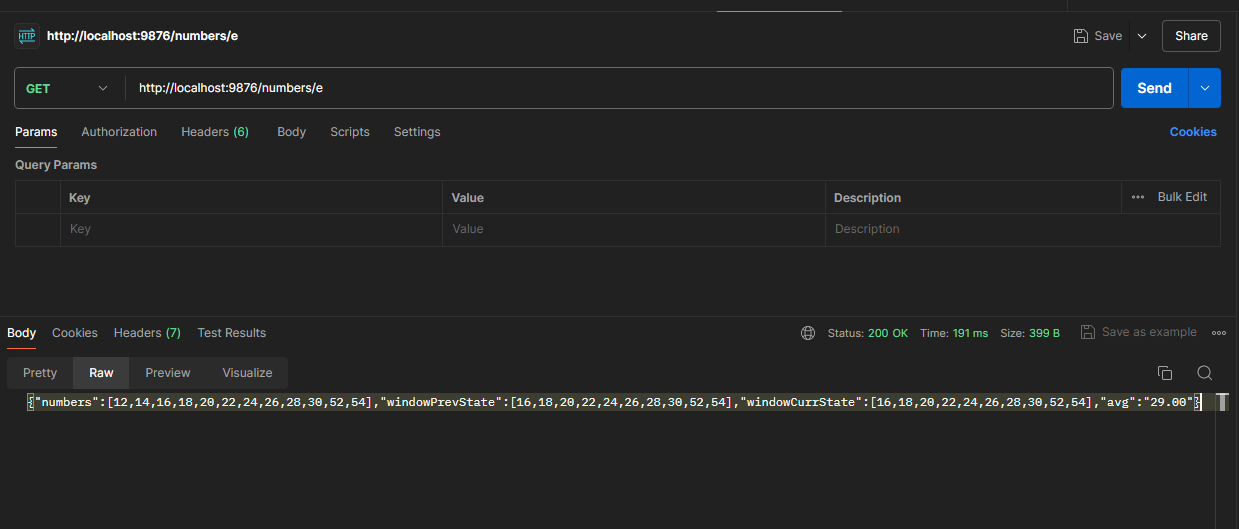 HTTP http://localhost:9876/numbers/e Save Share
GET http://localhost:9876/numbers/e Send
Params Authorization Headers (6) Body Scripts Settings Cookies
Query Params
Key Value Description ••• Bulk Edit
Key Value Description
Body Cookies Headers (7) Test Results Status: 200 OK Time: 191 ms Size: 399 B Save as example •••
Pretty Raw Preview Visualize
{"numbers":[12,14,16,18,20,22,24,26,28,30,52,54],"windowPrevState":[16,18,20,22,24,26,28,30,52,54],"windowCurrState":[16,18,20,22,24,26,28,30,52,54],"avg":"29.00"}